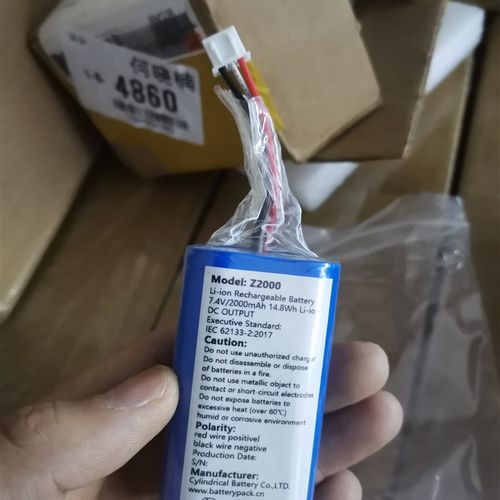 何晓楠
4860
Model: Z2000
Li-ion Rechargeable Battery
7.4V/2000mAh 14.8Wh Li-ion
DC OUTPUT
Executive Standard:
IEC 62133-2:2017
Caution:
Do not use unauthorized charger
Do not disassemble or dispose
of batteries in a fire.
Do not use metallic object to
contact or short-circuit electrodes
Do not expose batteries to
excessive heat (over 60℃)
humid or corrosive environment
Polarity:
red wire positivel
black wire negative
Production Date:
S/N:
Manufacturer:
Cylindrical Battery Co.,Ltd.
www.batterypack.cn